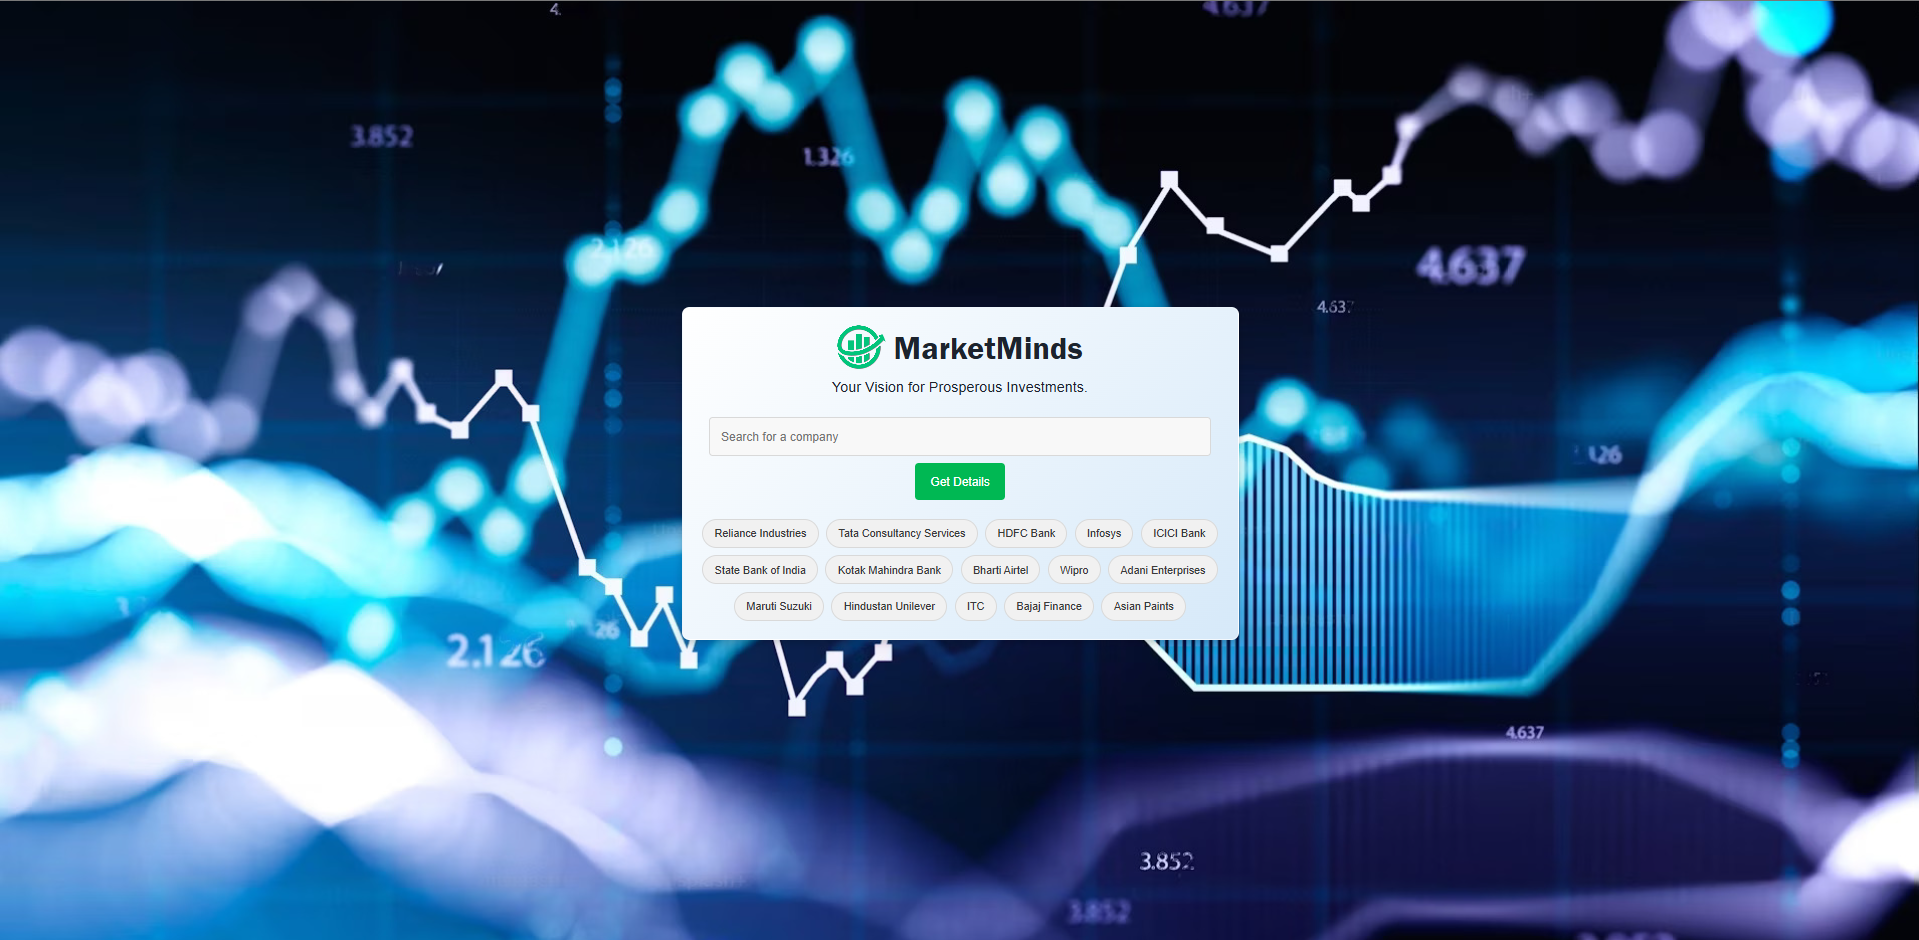 4.
4.637
3.852
1.326
2.126
4.637
4.637
MarketMinds
Your Vision for Prosperous Investments.
Search for a company
Get Details
Reliance Industries
Tata Consultancy Services
HDFC Bank
Infosys
ICICI Bank
State Bank of India
Kotak Mahindra Bank
Bharti Airtel
Wipro
Adani Enterprises
Maruti Suzuki
Hindustan Unilever
ITC
Bajaj Finance
Asian Paints
2.126
4.637
3.852
3.852